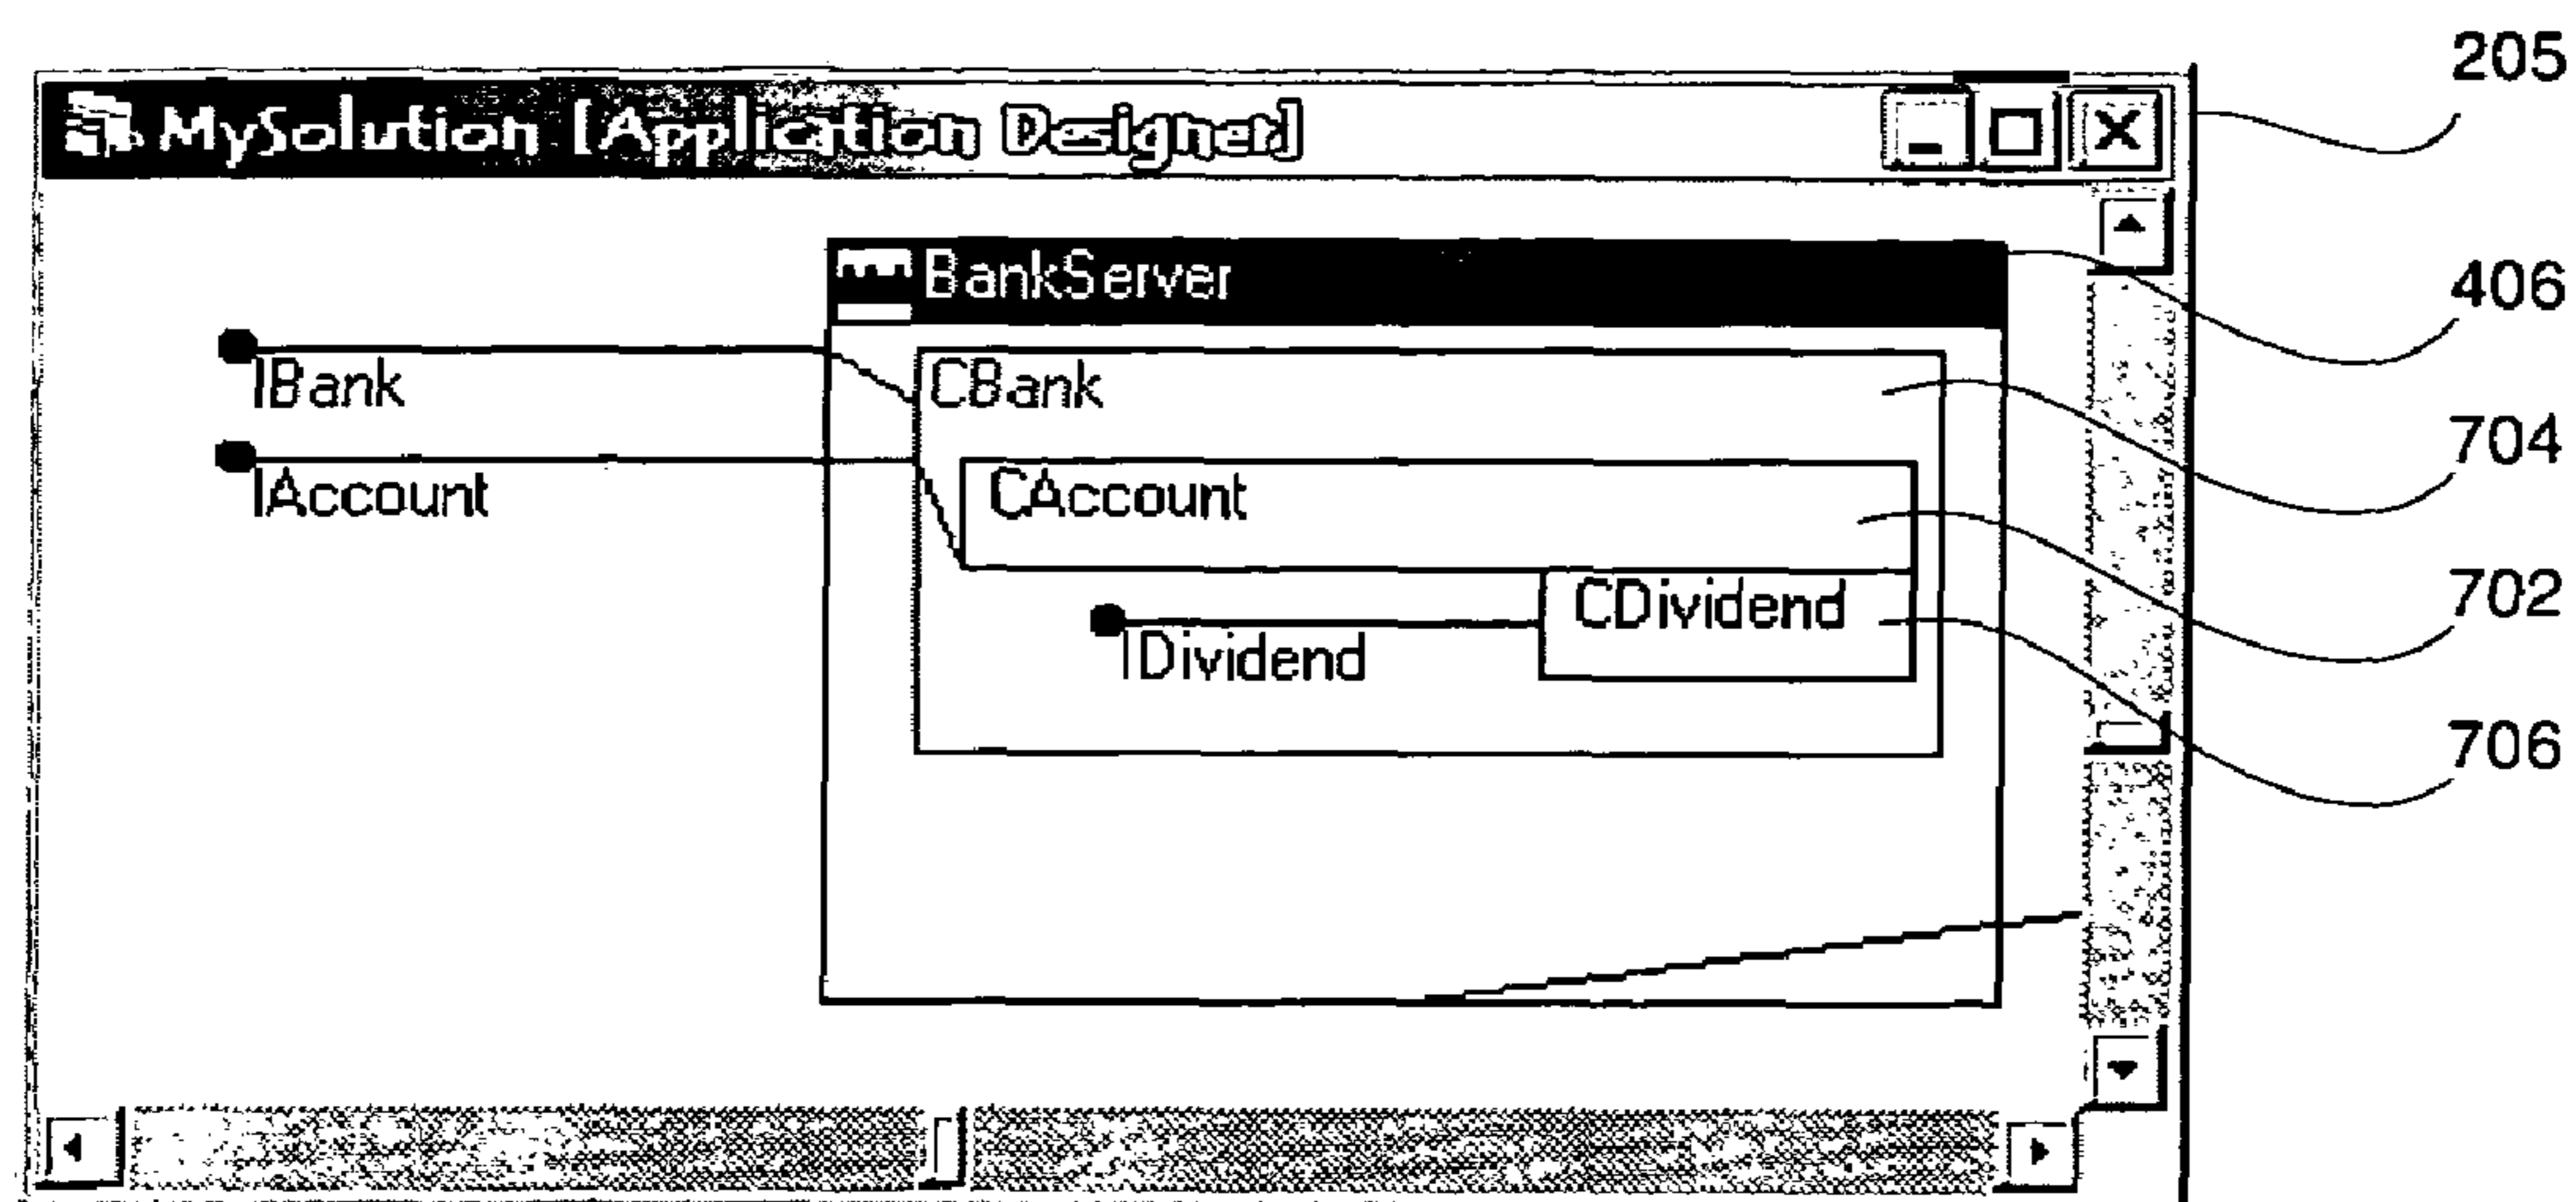 205
MySolution [Application Designer]
BankServer
406
IBank
CBank
704
IAccount
CAccount
702
CDividend
IDividend
706